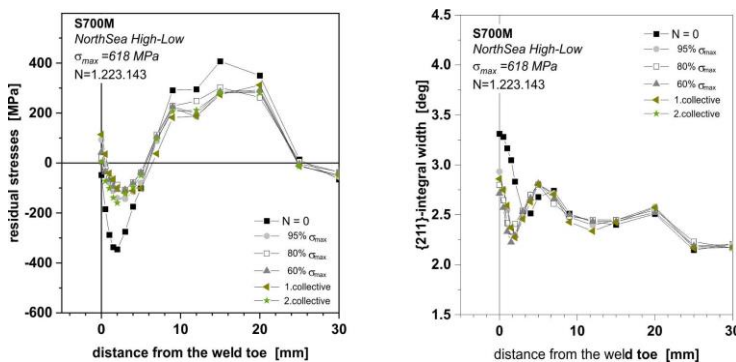 S700M
NorthSea High-Low
σmax =618 MPa
N=1.223.143
residual stresses [MPa]
400
200
0
-200
-400
-600
N = 0
95% σmax
80% σmax
60% σmax
1.collective
2.collective
0 10 20 30
distance from the weld toe [mm]
S700M
NorthSea High-Low
σmax =618 MPa
N=1.223.143
{211}-integral width [deg]
4.5
4.0
3.5
3.0
2.5
2.0
N = 0
95% σmax
80% σmax
60% σmax
1.collective
2.collective
0 5 10 15 20 25 30
distance from the weld toe [mm]